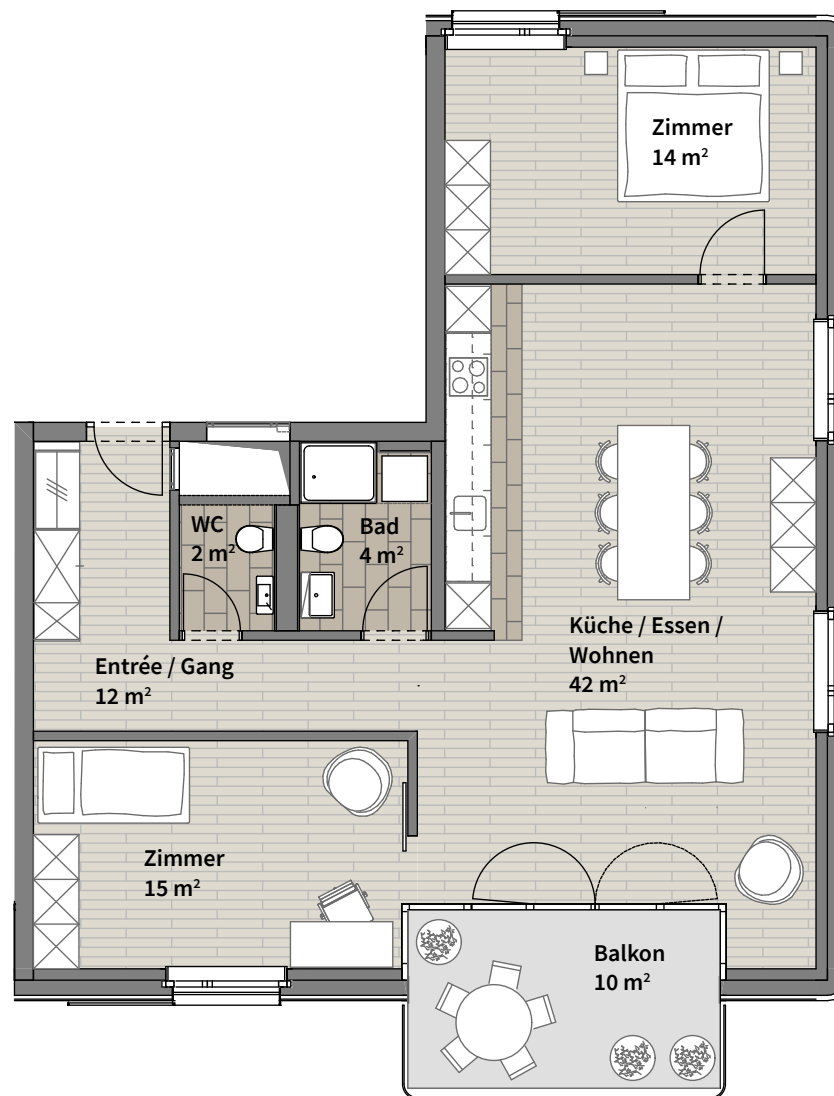 Zimmer
14 m²
WC
2 m²
Bad
4 m²
Küche / Essen /
Wohnen
42 m²
Entrée / Gang
12 m²
Zimmer
15 m²
Balkon
10 m²